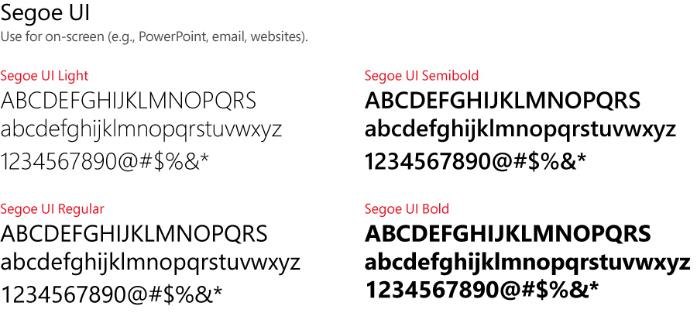 Segoe UI
Use for on-screen (e.g., PowerPoint, email, websites).
Segoe UI Light
ABCDEFGHIJKLMNOPQRS
abcdefghijklmnopqrstuvwxyz
1234567890@#$%&*
Segoe UI Semibold
ABCDEFGHIJKLMNOPQRS
abcdefghijklmnopqrstuvwxyz
1234567890@#$%&*
Segoe UI Regular
ABCDEFGHIJKLMNOPQRS
abcdefghijklmnopqrstuvwxyz
1234567890@#$%&*
Segoe UI Bold
ABCDEFGHIJKLMNOPQRS
abcdefghijklmnopqrstuvwxyz
1234567890@#$%&*